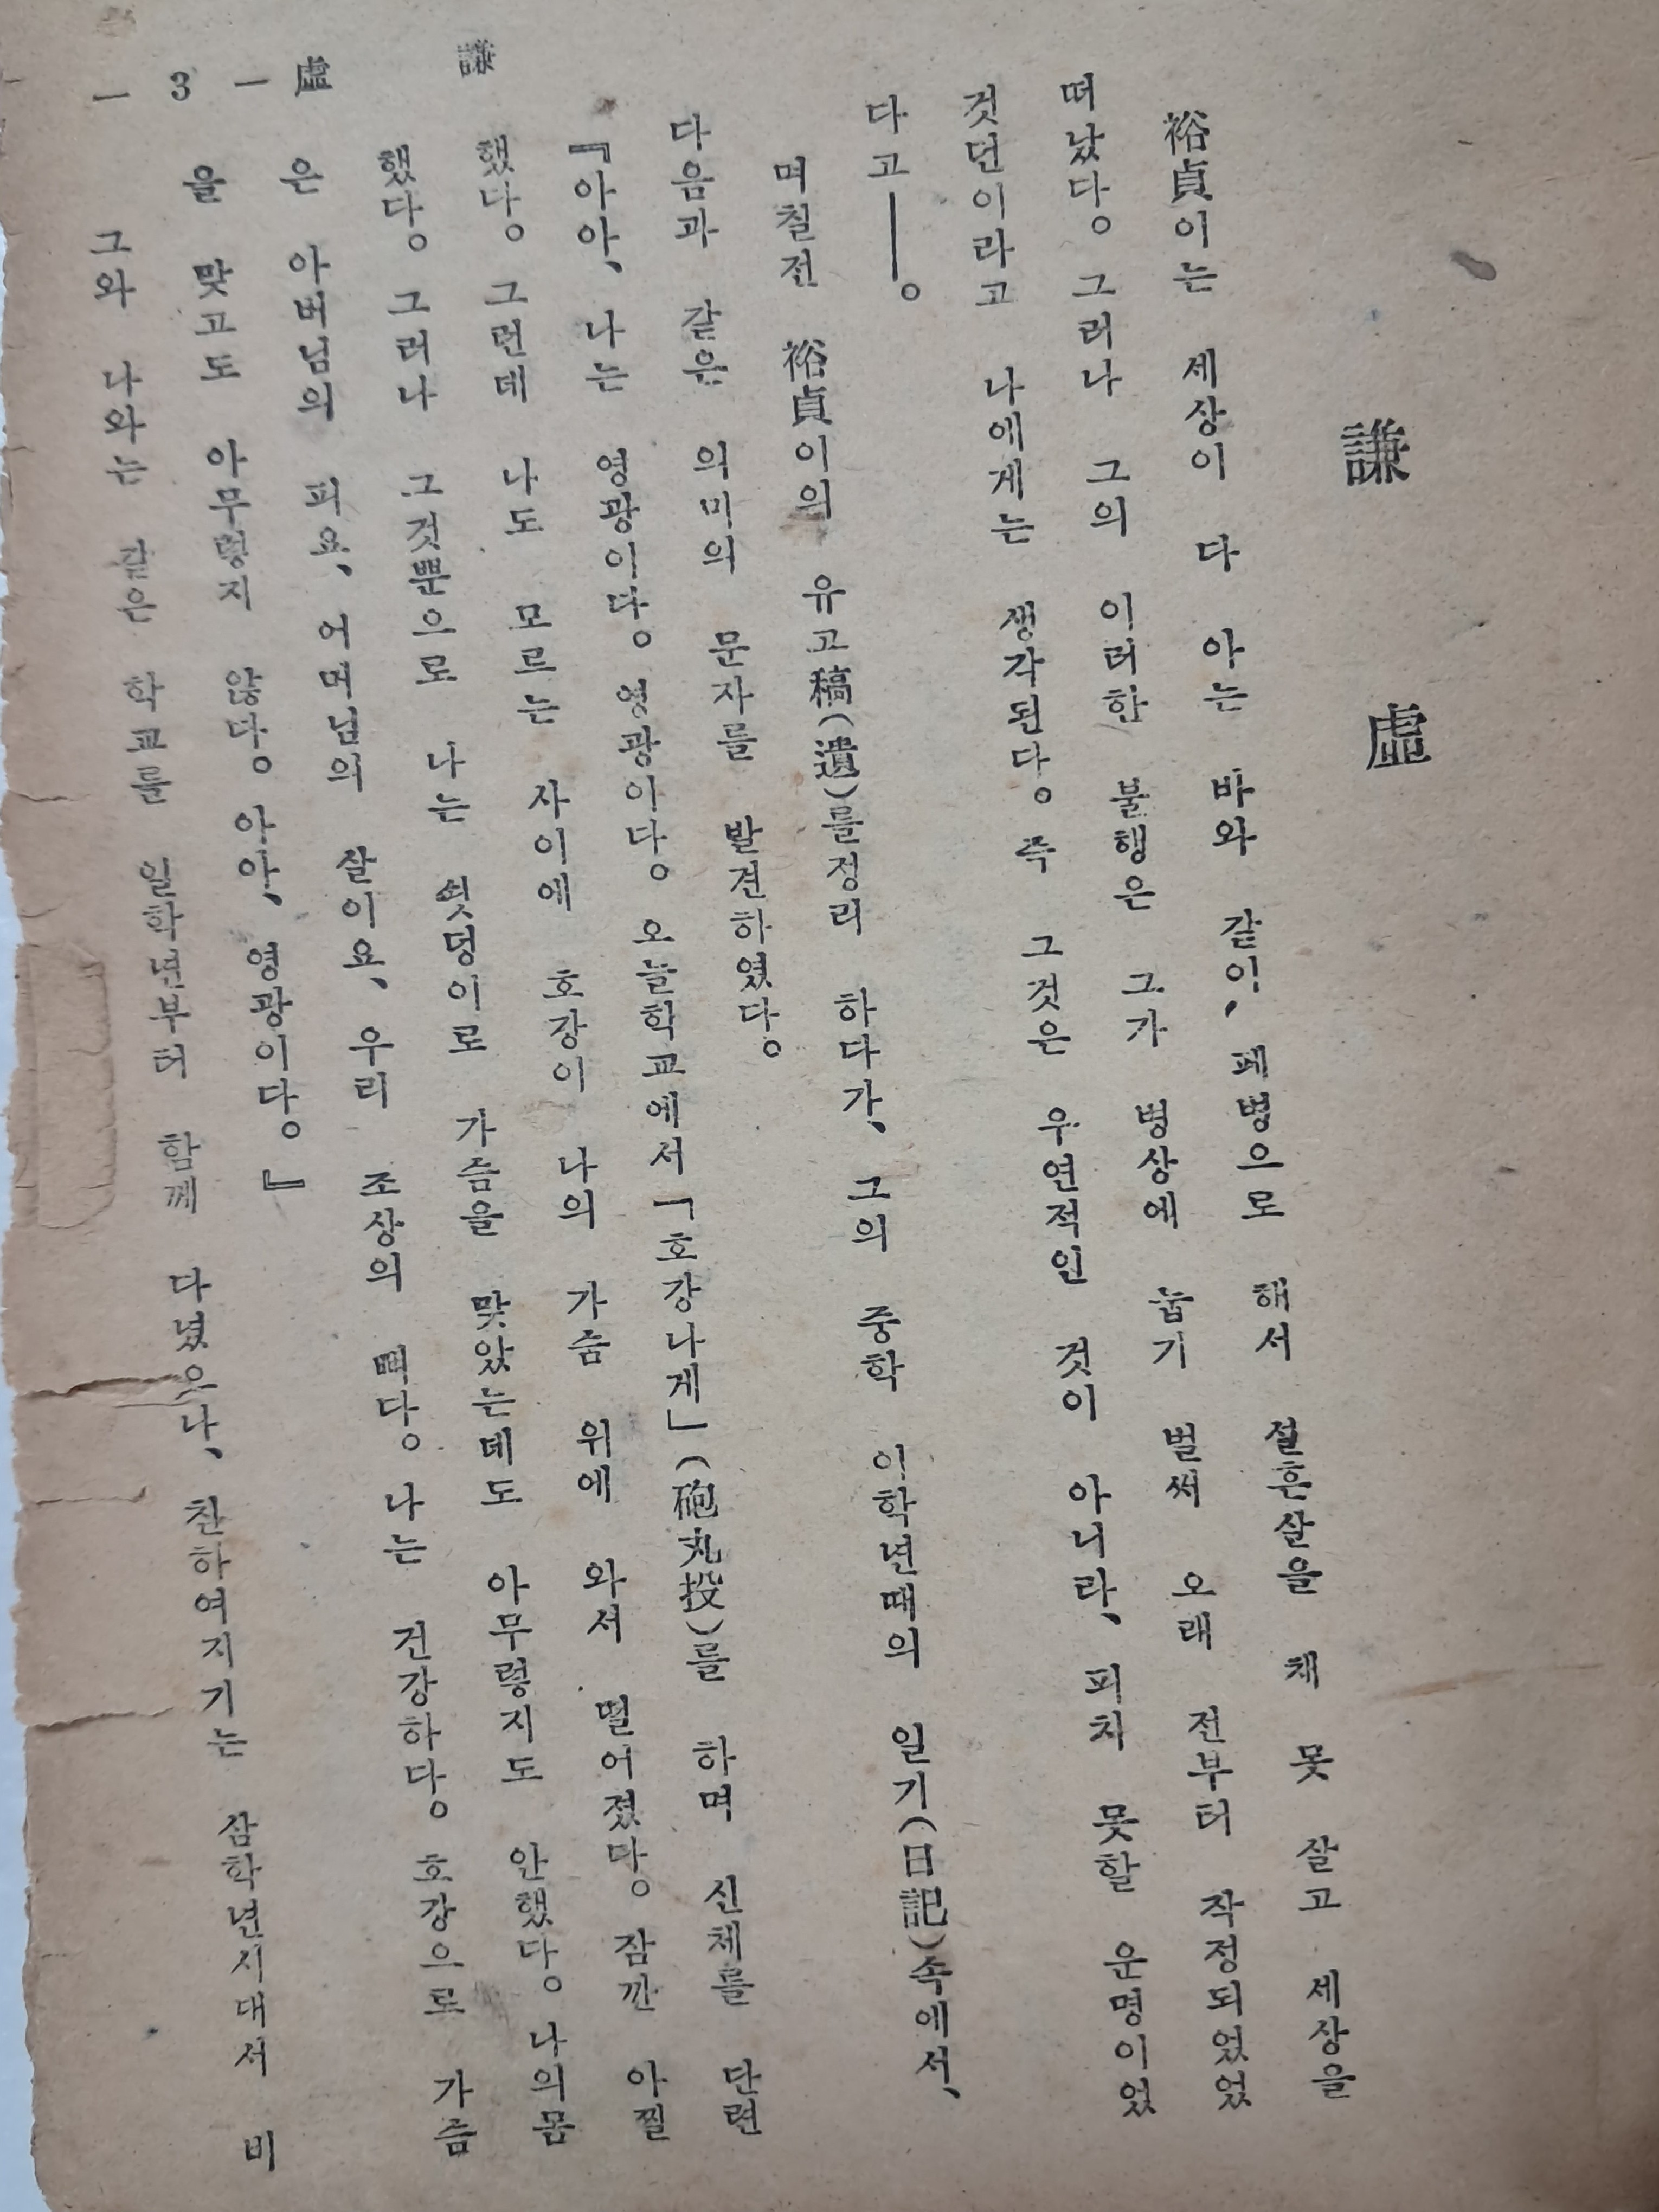 謙虛
裕貞이는 세상이 다 아는 바와 같이, 폐병으로 해서 설흔살을 채 못 살고 세상을
떠났다。 그러나 그의 이러한 불행은 그가 병상에 눕기 벌써 오래 전부터 작정되었었
것던이라고 나에게는 생각된다。 즉 그것은 우연적인 것이 아니라、 피치 못할 운명이었
다고——。
며칠전 裕貞이의 유고稿(遺)를정리 하다가、 그의 중학 이학년때의 일기(日記)속에서、
다음과 같은 의미의 문자를 발견하였다。
『아아、 나는 영광이다。 영광이다。 오늘학교에서「호강나게」(砲丸投)를 하며 신체를 단련
했다。 그런데 나도 모르는 사이에 호강이 나의 가슴 위에 와서 떨어졌다。 잠깐 아찔
했다。 그러나 그것뿐으로 나는 쇳덩이로 가슴을 맞았는데도 아무렇지도 안했다。 나의몸
은 아버님의 피요、 어머님의 살이요、 우리 조상의 뼈다。 나는 건강하다。 호강으로 가슴
을 맞고도 아무렇지 않다。 아아、 영광이다。』
그와 나와는 같은 학교를 일학년부터 함께 다녔으나、 친하여지기는 삼학년시대서 비
謙虛
— 3 —